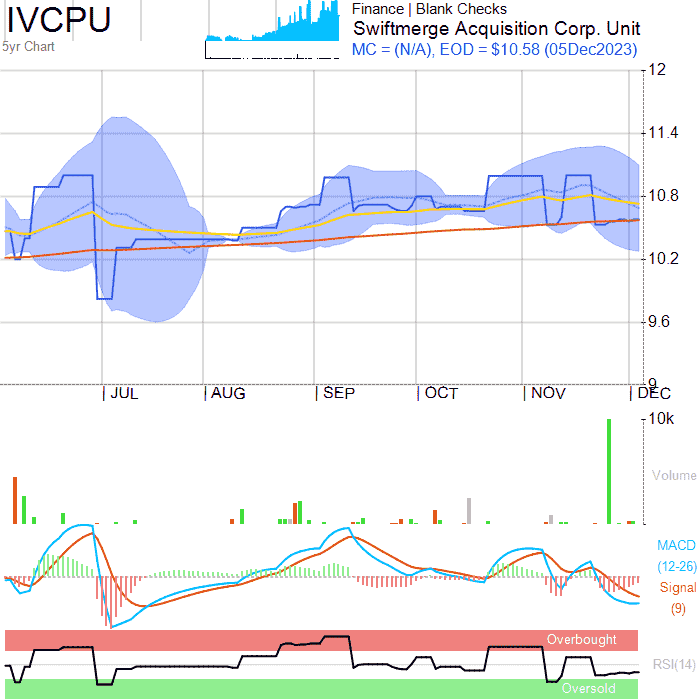 IVCPU
5yr Chart
Finance | Blank Checks
Swiftmerge Acquisition Corp. Unit
MC = (N/A), EOD = $10.58 (05Dec2023)
12
11.4
10.8
10.2
9.6
9
JUL
AUG
SEP
OCT
NOV
DEC
10k
Volume
MACD
(12-26)
Signal
(9)
Overbought
RSI(14)
Oversold